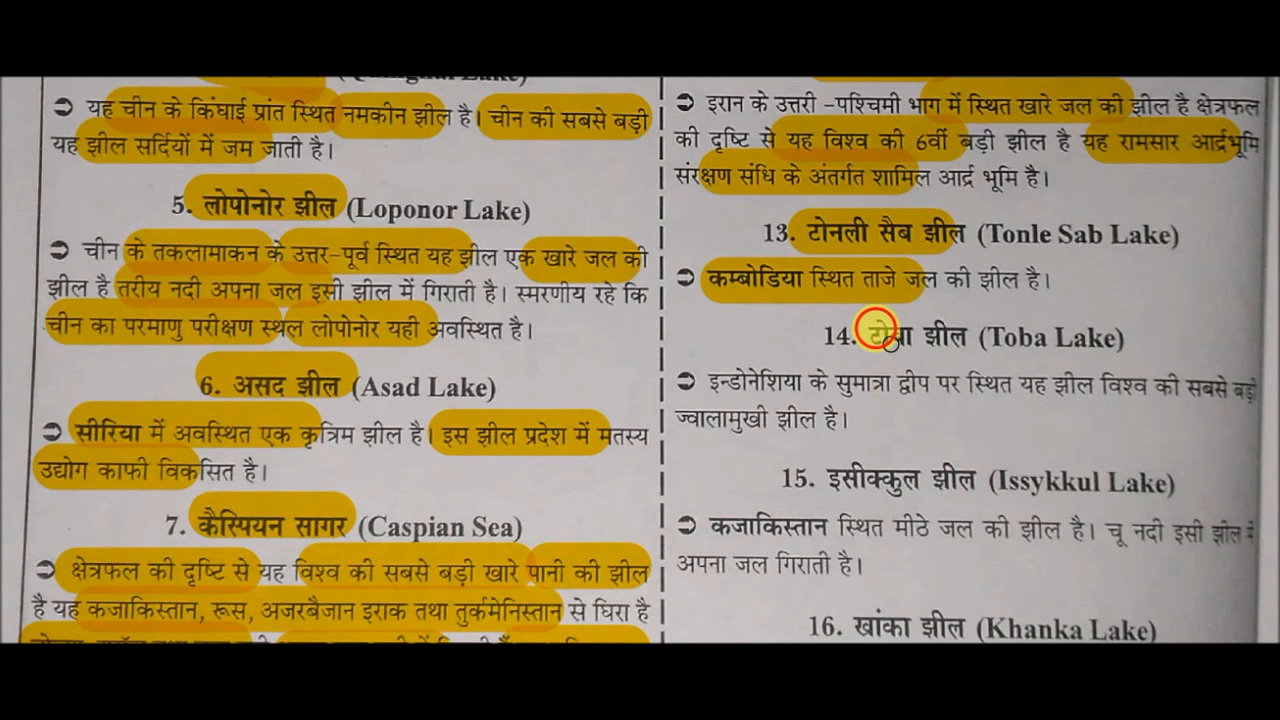 यह चीन के किंघाई प्रांत स्थित नमकीन झील है। चीन की सबसे बड़ी
यह झील सर्दियों में जम जाती है।
5. लोपोनोर झील (Loponor Lake)
चीन के तकलामाकन के उत्तर-पूर्व स्थित यह झील एक खारे जल की
झील है तरीय नदी अपना जल इसी झील में गिराती है। स्मरणीय रहे कि
चीन का परमाणु परीक्षण स्थल लोपोनोर यही अवस्थित है।
6. असद झील (Asad Lake)
सीरिया में अवस्थित एक कृत्रिम झील है। इस झील प्रदेश में मतस्य
उद्योग काफी विकसित है।
7. कैस्पियन सागर (Caspian Sea)
क्षेत्रफल की दृष्टि से यह विश्व की सबसे बड़ी खारे पानी की झील
है यह कजाकिस्तान, रूस, अजरबैजान इराक तथा तुर्कमेनिस्तान से घिरा है
इरान के उत्तरी -पश्चिमी भाग में स्थित खारे जल की झील है क्षेत्रफल
की दृष्टि से यह विश्व की 6वीं बड़ी झील है यह रामसार आर्द्रभूमि
संरक्षण संधि के अंतर्गत शामिल आर्द्र भूमि है।
13. टोनली सैब झील (Tonle Sab Lake)
कम्बोडिया स्थित ताजे जल की झील है।
14. टोबा झील (Toba Lake)
इन्डोनेशिया के सुमात्रा द्वीप पर स्थित यह झील विश्व की सबसे बड़ी
ज्वालामुखी झील है।
15. इसीक्कुल झील (Issykkul Lake)
कजाकिस्तान स्थित मीठे जल की झील है। चू नदी इसी झील में
अपना जल गिराती है।
16. खांका झील (Khanka Lake)